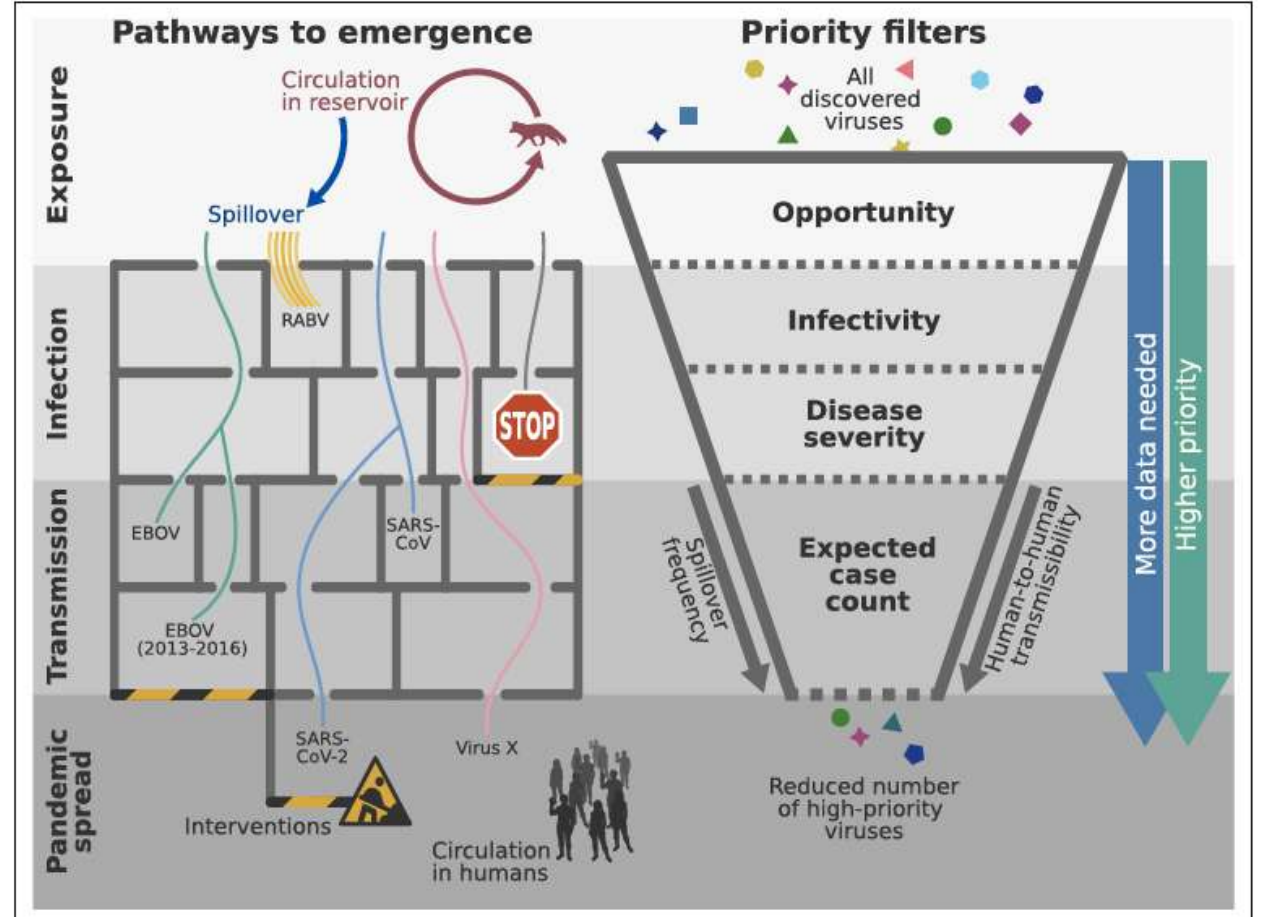 Pathways to emergence
Priority filters
Exposure
Circulation
in reservoir
Spillover
All
discovered
viruses
Opportunity
Infection
RABV
STOP
Infectivity
Disease
severity
More data needed
Higher priority
Transmission
EBOV
SARS-
CoV
EBOV
(2013-2016)
Spillover
frequency
Expected
case
count
Human-to-human
transmissibility
Pandemic
spread
SARS-
CoV-2
Virus X
Interventions
Circulation
in humans
Reduced number
of high-priority
viruses